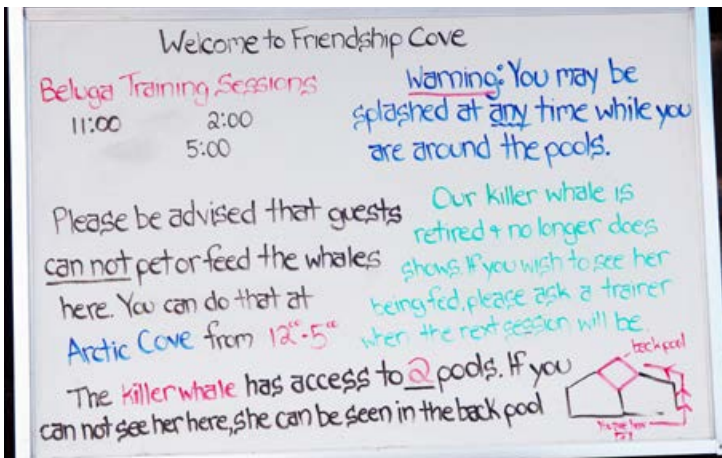 Welcome to Friendship Cove
Beluga Training Sessions
11:00 2:00
5:00
Warning: You may be
splashed at any time while you
are around the pools.
Please be advised that guests
can not pet or feed the whales
here. You can do that at
Arctic Cove from 12⁰⁰-5⁰⁰
Our killer whale is
retired + no longer does
shows. If you wish to see her
being fed, please ask a trainer
when the next session will be.
The killer whale has access to 2 pools. If you
can not see her here, she can be seen in the back pool
back pool
You are here